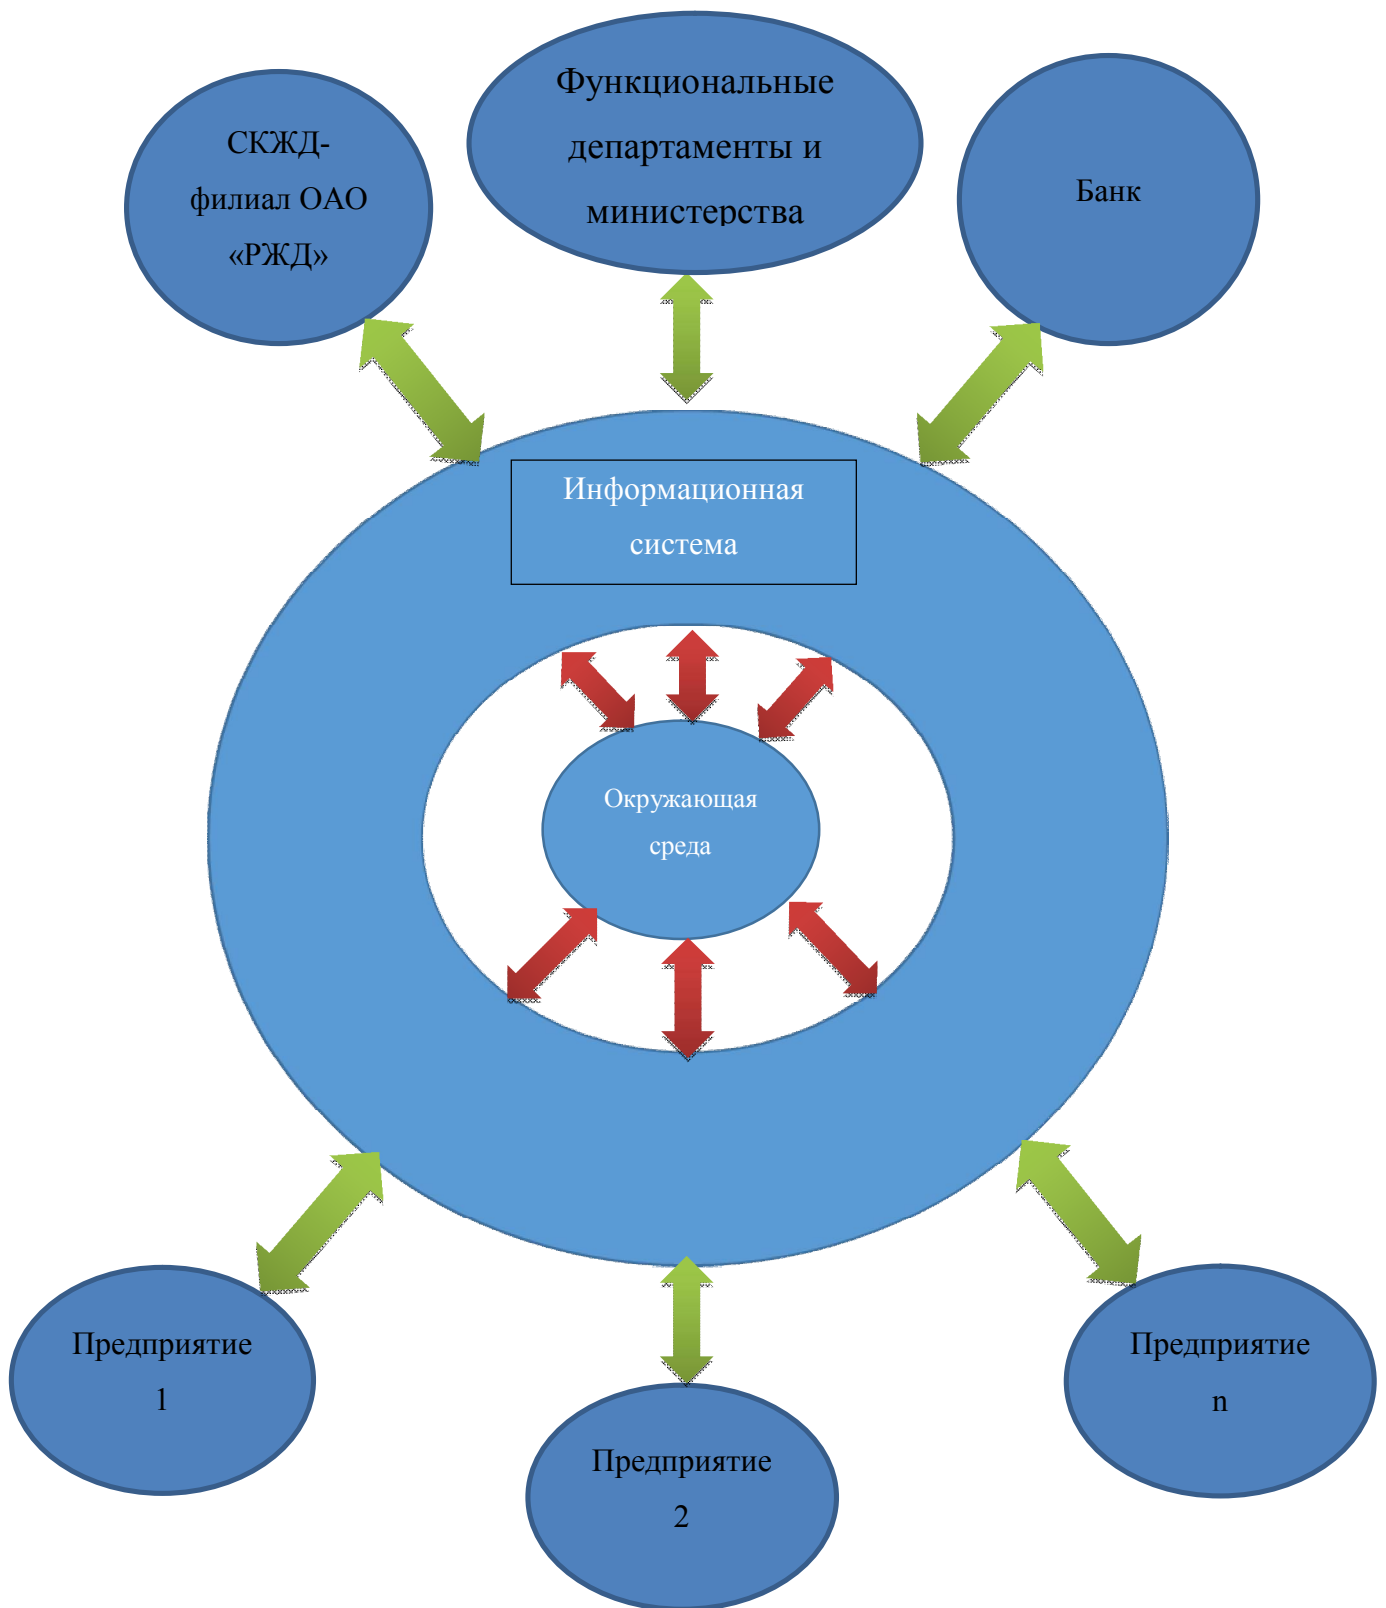 Функциональные
департаменты и
министерства
СКЖД-
филиал ОАО
«РЖД»
Банк
Информационная
система
Окружающая
среда
Предприятие
1
Предприятие
2
Предприятие
n